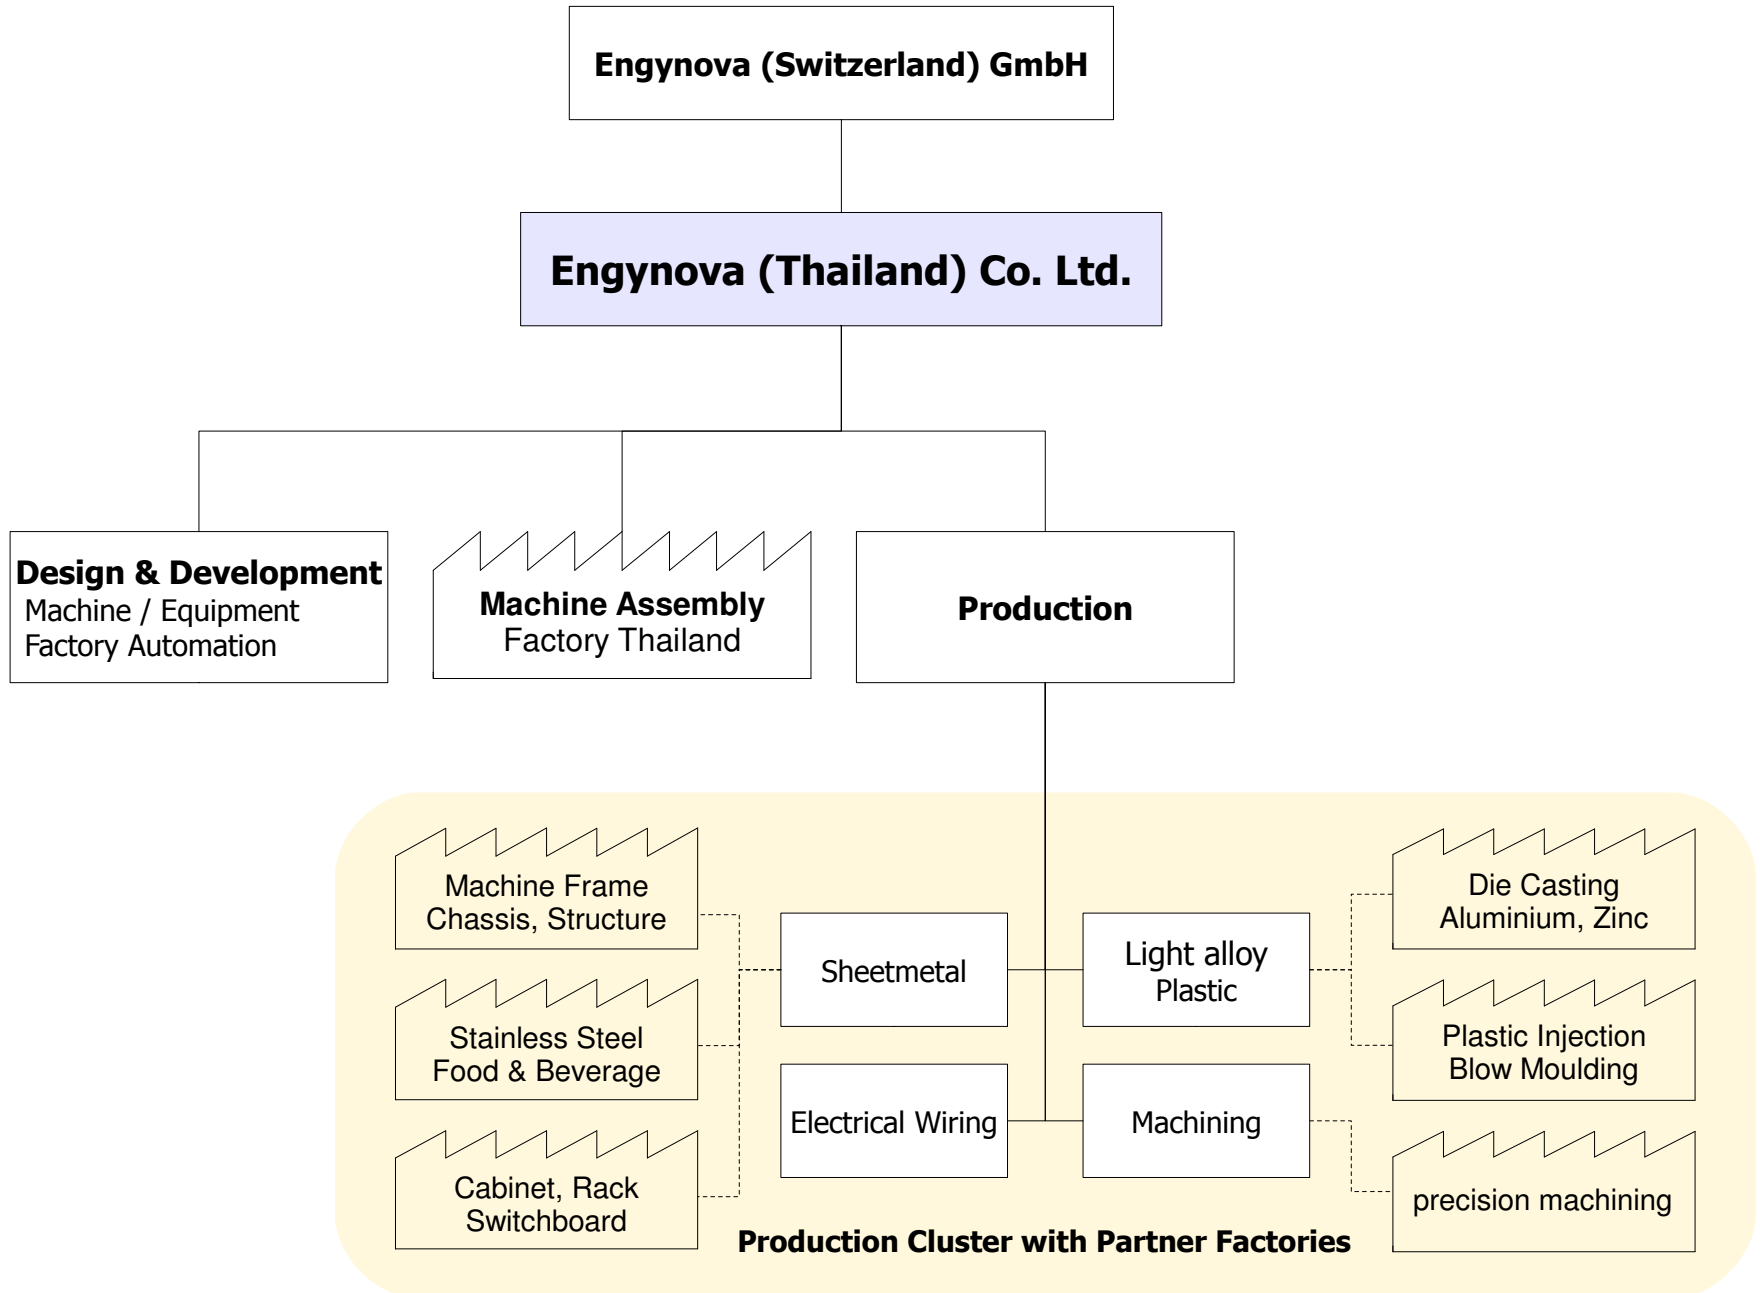 Engynova (Switzerland) GmbH
Engynova (Thailand) Co. Ltd.
Design & Development
Machine / Equipment
Factory Automation
Machine Assembly
Factory Thailand
Production
Machine Frame
Chassis, Structure
Stainless Steel
Food & Beverage
Cabinet, Rack
Switchboard
Sheetmetal
Electrical Wiring
Light alloy
Plastic
Machining
Die Casting
Aluminium, Zinc
Plastic Injection
Blow Moulding
precision machining
Production Cluster with Partner Factories